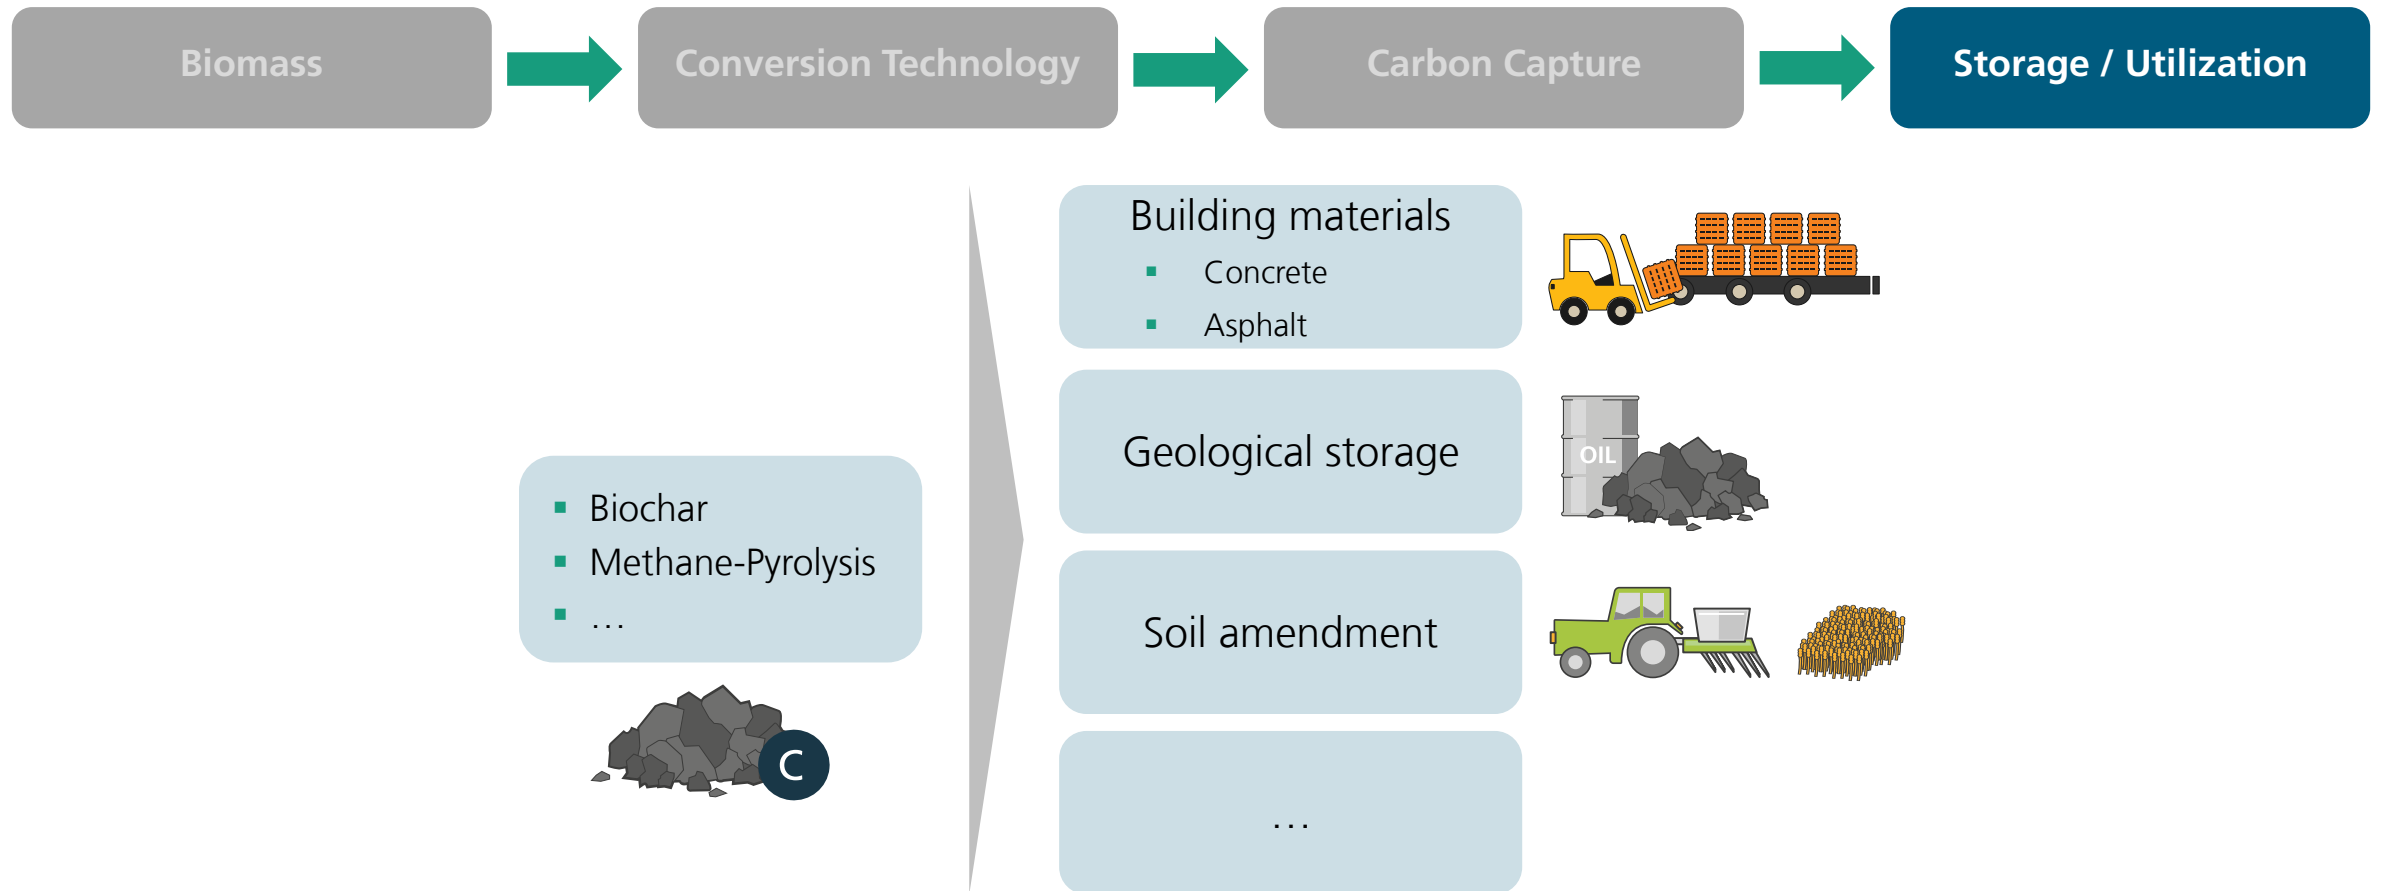 Biomass
Conversion Technology
Carbon Capture
Storage / Utilization
Building materials
▪ Concrete
▪ Asphalt
Geological storage
OIL
▪ Biochar
▪ Methane-Pyrolysis
▪ ...
C
Soil amendment
...